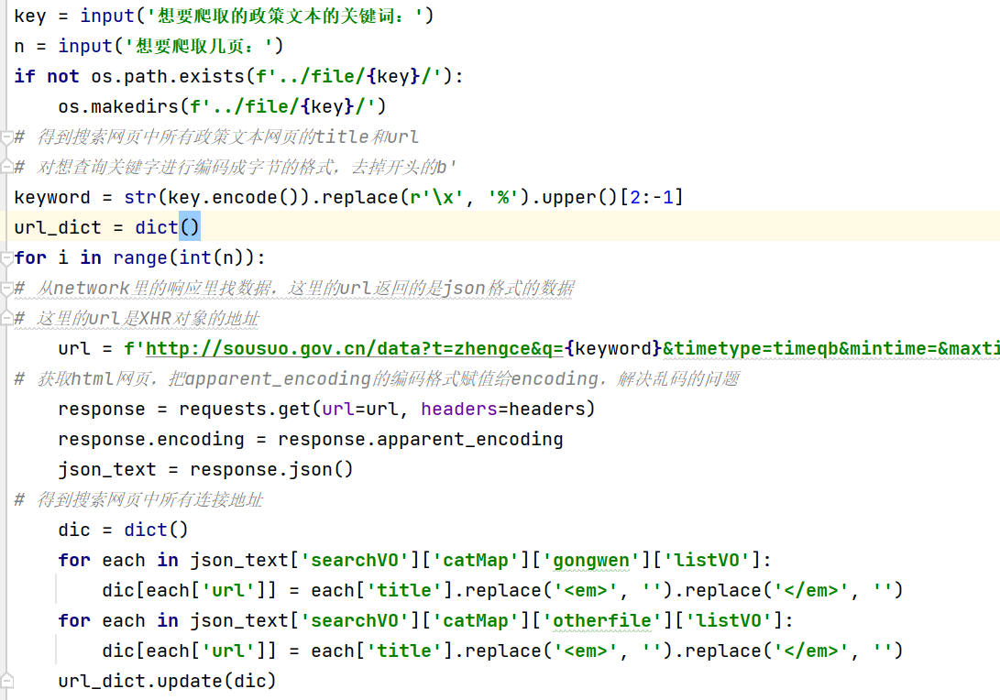 key = input('想要爬取的政策文本的关键词：')
n = input('想要爬取几页：')
if not os.path.exists(f'../file/{key}/'):
    os.makedirs(f'../file/{key}/')
# 得到搜索网页中所有政策文本网页的title和url
# 对想查询关键字进行编码成字节的格式，去掉开头的b'
keyword = str(key.encode()).replace(r'\x', '%').upper()[2:-1]
url_dict = dict()
for i in range(int(n)):
# 从network里的响应里找数据，这里的url返回的是json格式的数据
# 这里的url是XHR对象的地址
    url = f'http://sousuo.gov.cn/data?t=zhengce&q={keyword}&timetype=timeqb&mintime=&maxti
# 获取html网页，把apparent_encoding的编码格式赋值给encoding，解决乱码的问题
    response = requests.get(url=url, headers=headers)
    response.encoding = response.apparent_encoding
    json_text = response.json()
# 得到搜索网页中所有连接地址
    dic = dict()
    for each in json_text['searchVO']['catMap']['gongwen']['listVO']:
        dic[each['url']] = each['title'].replace('<em>', '').replace('</em>', '')
    for each in json_text['searchVO']['catMap']['otherfile']['listVO']:
        dic[each['url']] = each['title'].replace('<em>', '').replace('</em>', '')
    url_dict.update(dic)